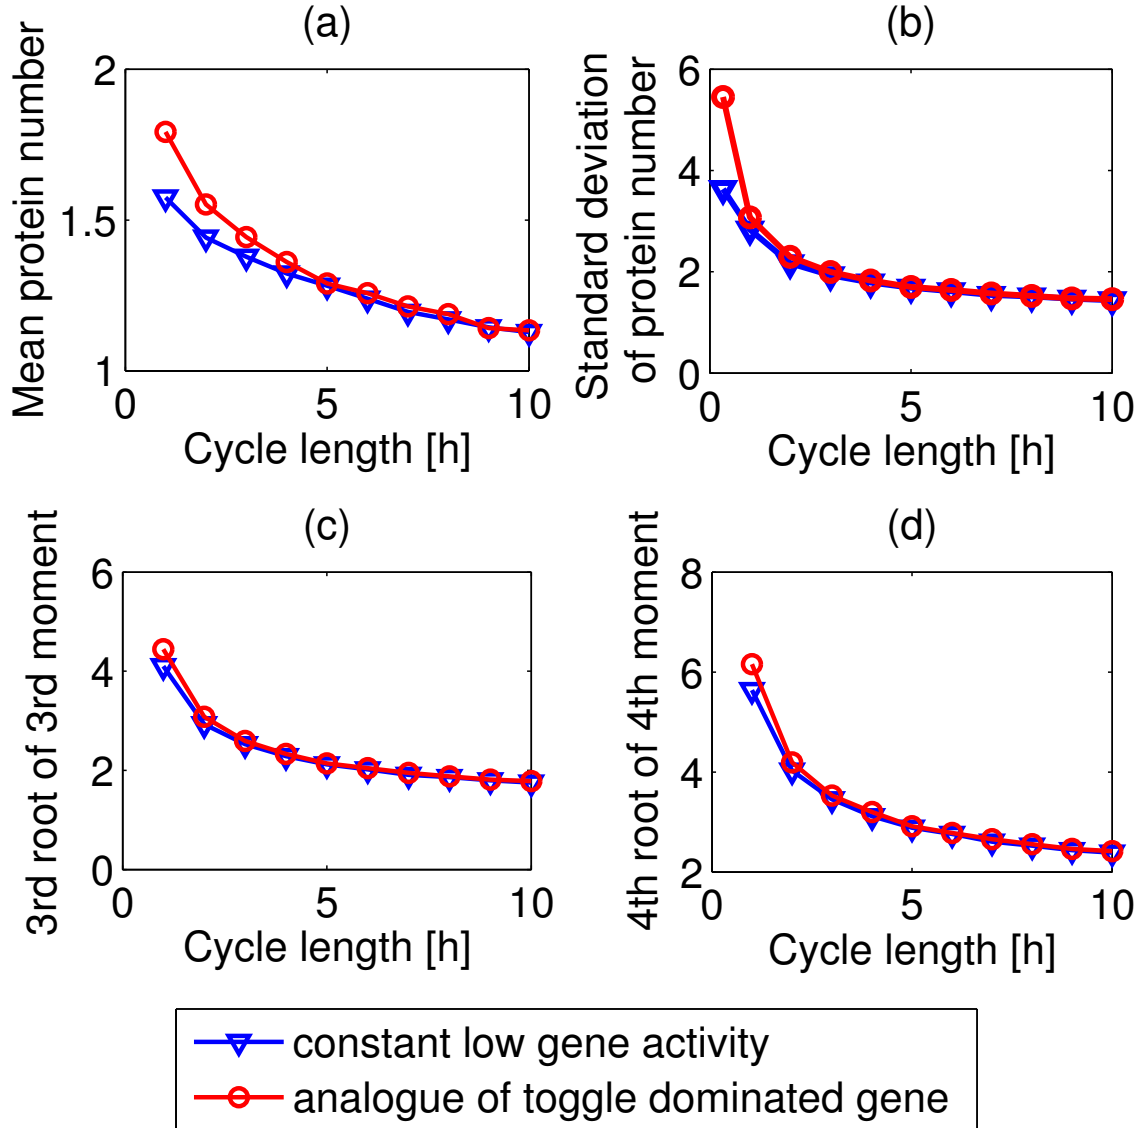 (a)
Mean protein number
2
1.5
1
0
5
10
Cycle length [h]
(b)
Standard deviation
of protein number
6
4
2
0
0
5
10
Cycle length [h]
(c)
3rd root of 3rd moment
6
4
2
0
0
5
10
Cycle length [h]
(d)
4th root of 4th moment
8
6
4
2
0
5
10
Cycle length [h]
constant low gene activity
analogue of toggle dominated gene